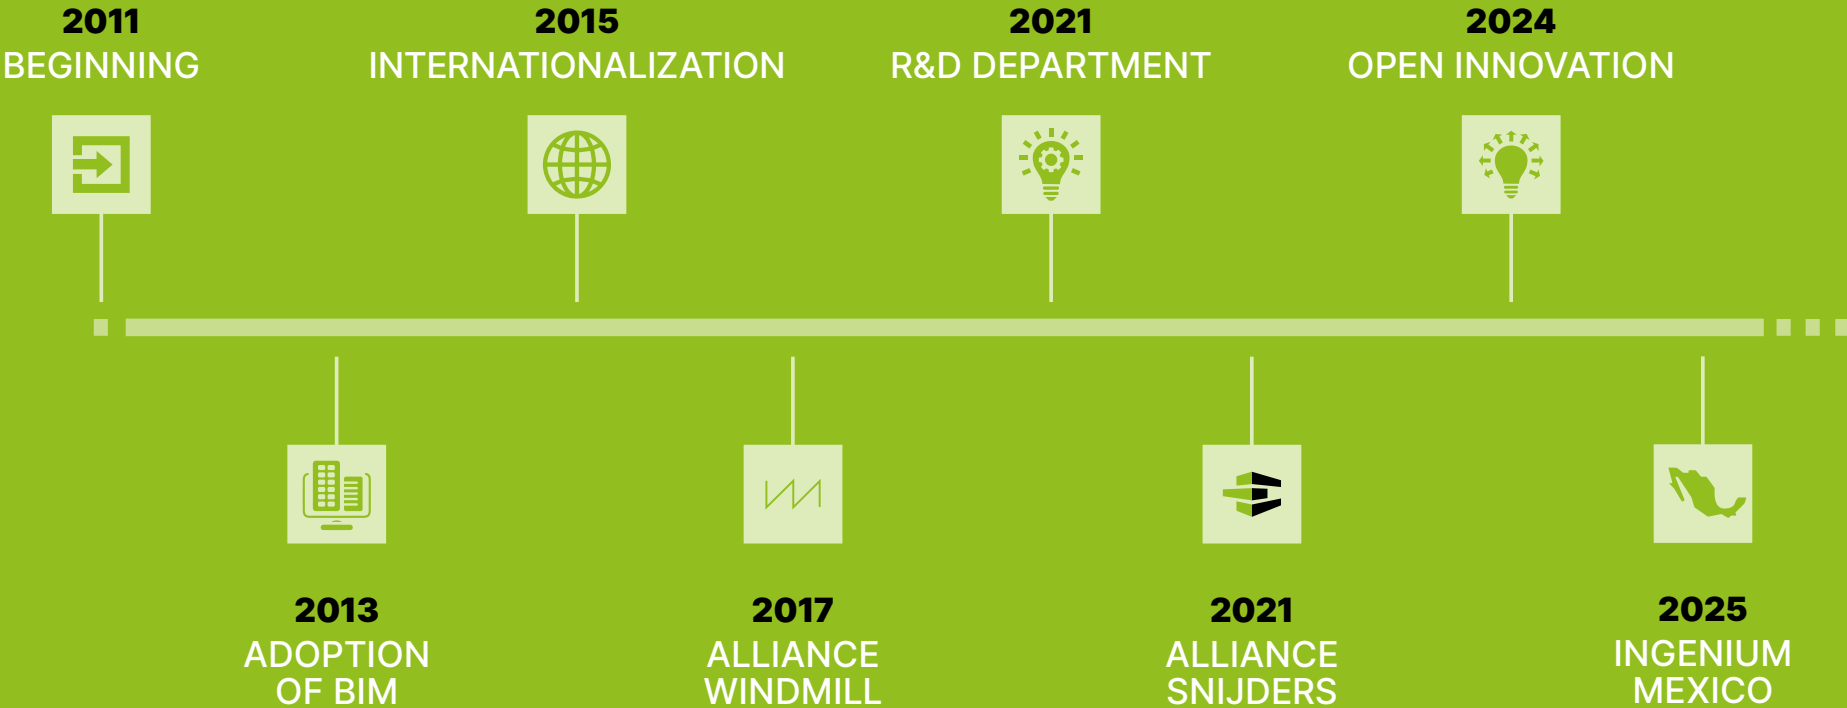 2011
BEGINNING
2015
INTERNATIONALIZATION
2021
R&D DEPARTMENT
2024
OPEN INNOVATION
2013
ADOPTION
OF BIM
2017
ALLIANCE
WINDMILL
2021
ALLIANCE
SNIJDERS
2025
INGENIUM
MEXICO